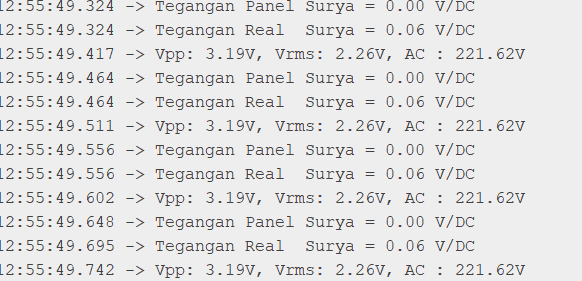 12:55:49.324 -> Tegangan Panel Surya = 0.00 V/DC
12:55:49.324 -> Tegangan Real  Surya = 0.06 V/DC
12:55:49.417 -> Vpp: 3.19V, Vrms: 2.26V, AC : 221.62V
12:55:49.464 -> Tegangan Panel Surya = 0.00 V/DC
12:55:49.464 -> Tegangan Real  Surya = 0.06 V/DC
12:55:49.511 -> Vpp: 3.19V, Vrms: 2.26V, AC : 221.62V
12:55:49.556 -> Tegangan Panel Surya = 0.00 V/DC
12:55:49.556 -> Tegangan Real  Surya = 0.06 V/DC
12:55:49.602 -> Vpp: 3.19V, Vrms: 2.26V, AC : 221.62V
12:55:49.648 -> Tegangan Panel Surya = 0.00 V/DC
12:55:49.695 -> Tegangan Real  Surya = 0.06 V/DC
12:55:49.742 -> Vpp: 3.19V, Vrms: 2.26V, AC : 221.62V